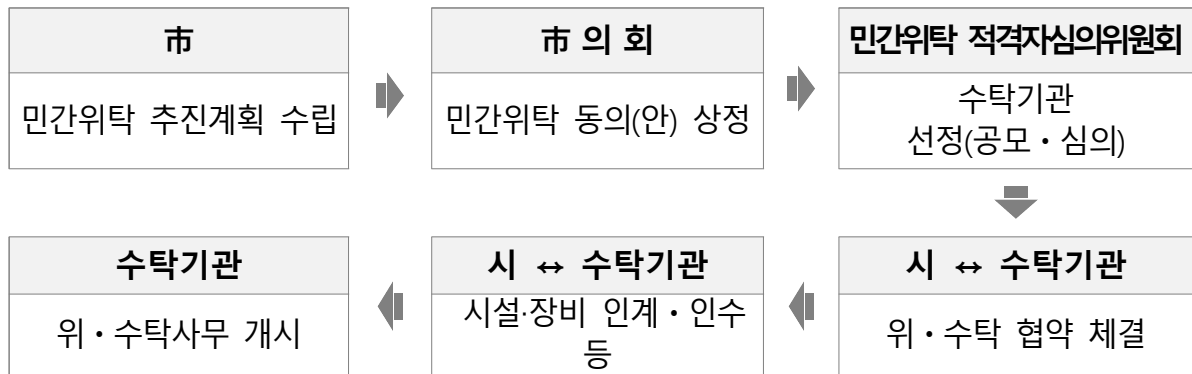 市
민간위탁 추진계획 수립
市 의 회
민간위탁 동의(안) 상정
민간위탁 적격자심의위원회
수탁기관
선정(공모・심의)
시 ↔ 수탁기관
위・수탁 협약 체결
시 ↔ 수탁기관
시설·장비 인계・인수
등
수탁기관
위・수탁사무 개시